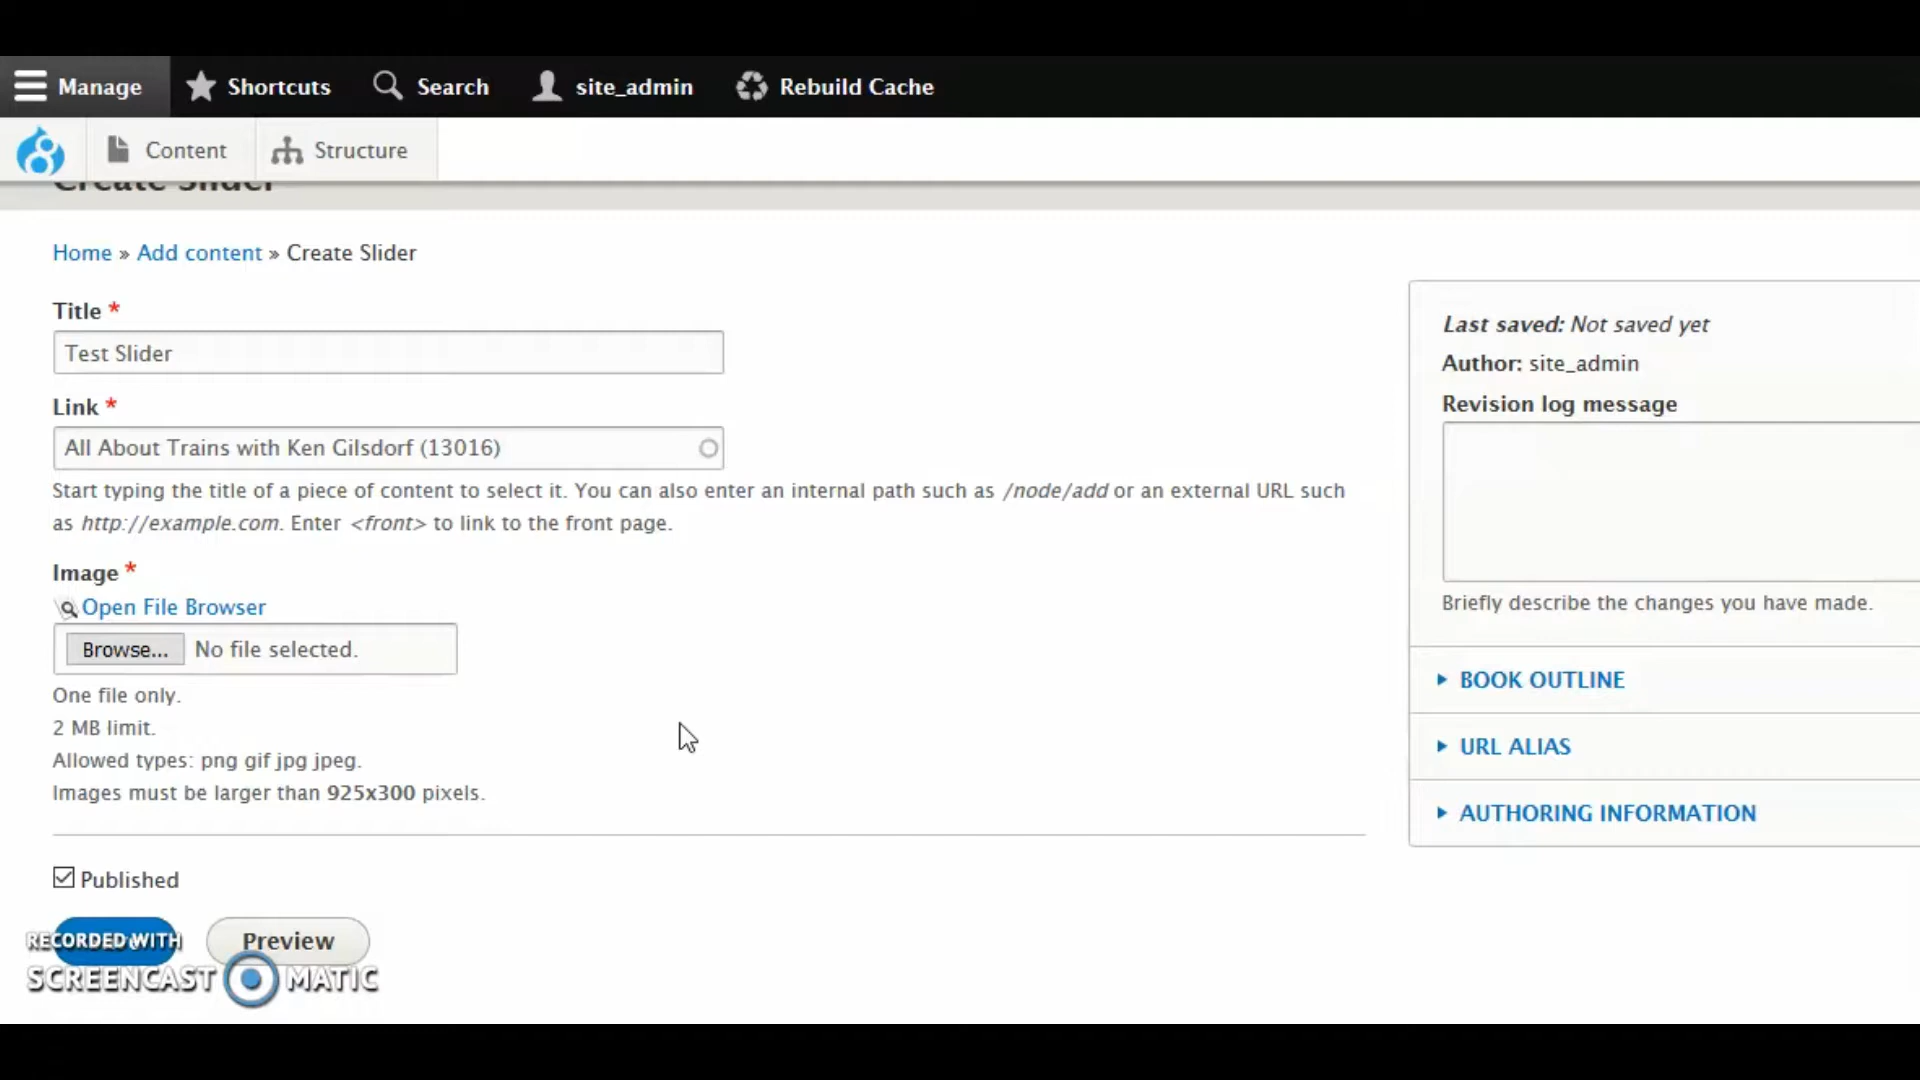 Manage
Shortcuts
Search
site_admin
Rebuild Cache
Content
Structure
Create Slider
Home » Add content » Create Slider
Title *
Test Slider
Link *
All About Trains with Ken Gilsdorf (13016)
Start typing the title of a piece of content to select it. You can also enter an internal path such as /node/add or an external URL such
as http://example.com. Enter <front> to link to the front page.
Image *
Open File Browser
Browse... No file selected.
One file only.
2 MB limit.
Allowed types: png gif jpg jpeg.
Images must be larger than 925x300 pixels.
Published
Preview
RECORDED WITH
SCREENCAST MATIC
Last saved: Not saved yet
Author: site_admin
Revision log message
Briefly describe the changes you have made.
BOOK OUTLINE
URL ALIAS
AUTHORING INFORMATION